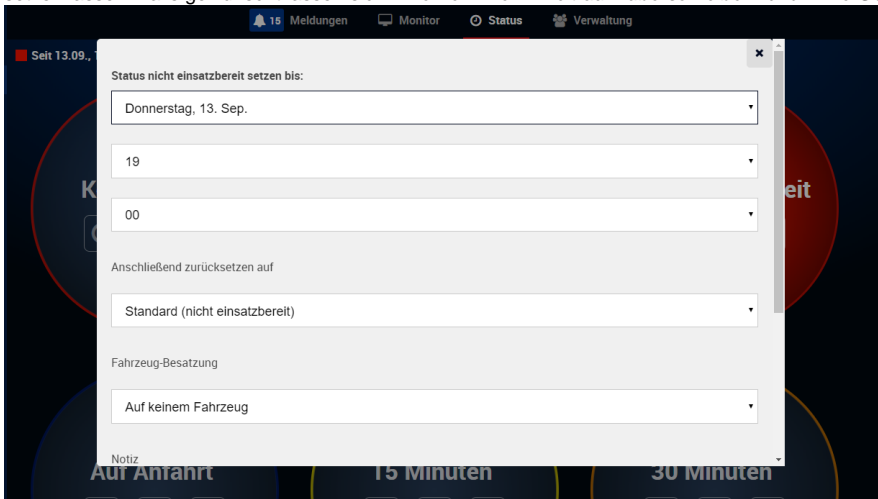 15 Meldungen Monitor Status Verwaltung
Seit 13.09.,
×
Status nicht einsatzbereit setzen bis:
Donnerstag, 13. Sep.
19
00
Anschließend zurücksetzen auf
Standard (nicht einsatzbereit)
Fahrzeug-Besatzung
Auf keinem Fahrzeug
Notiz
Auf Anfahrt 15 Minuten 30 Minuten